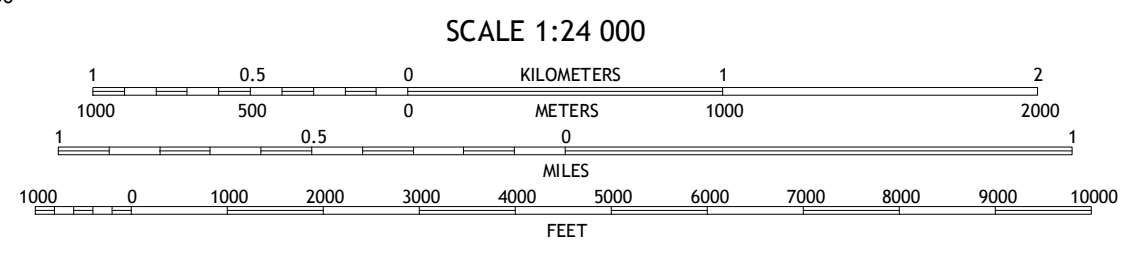 SCALE 1:24 000
1 0.5 0 KILOMETERS 1 2
1000 500 0 METERS 1000 2000
1 0.5 0 1
MILES
1000 0 1000 2000 3000 4000 5000 6000 7000 8000 9000 10000
FEET